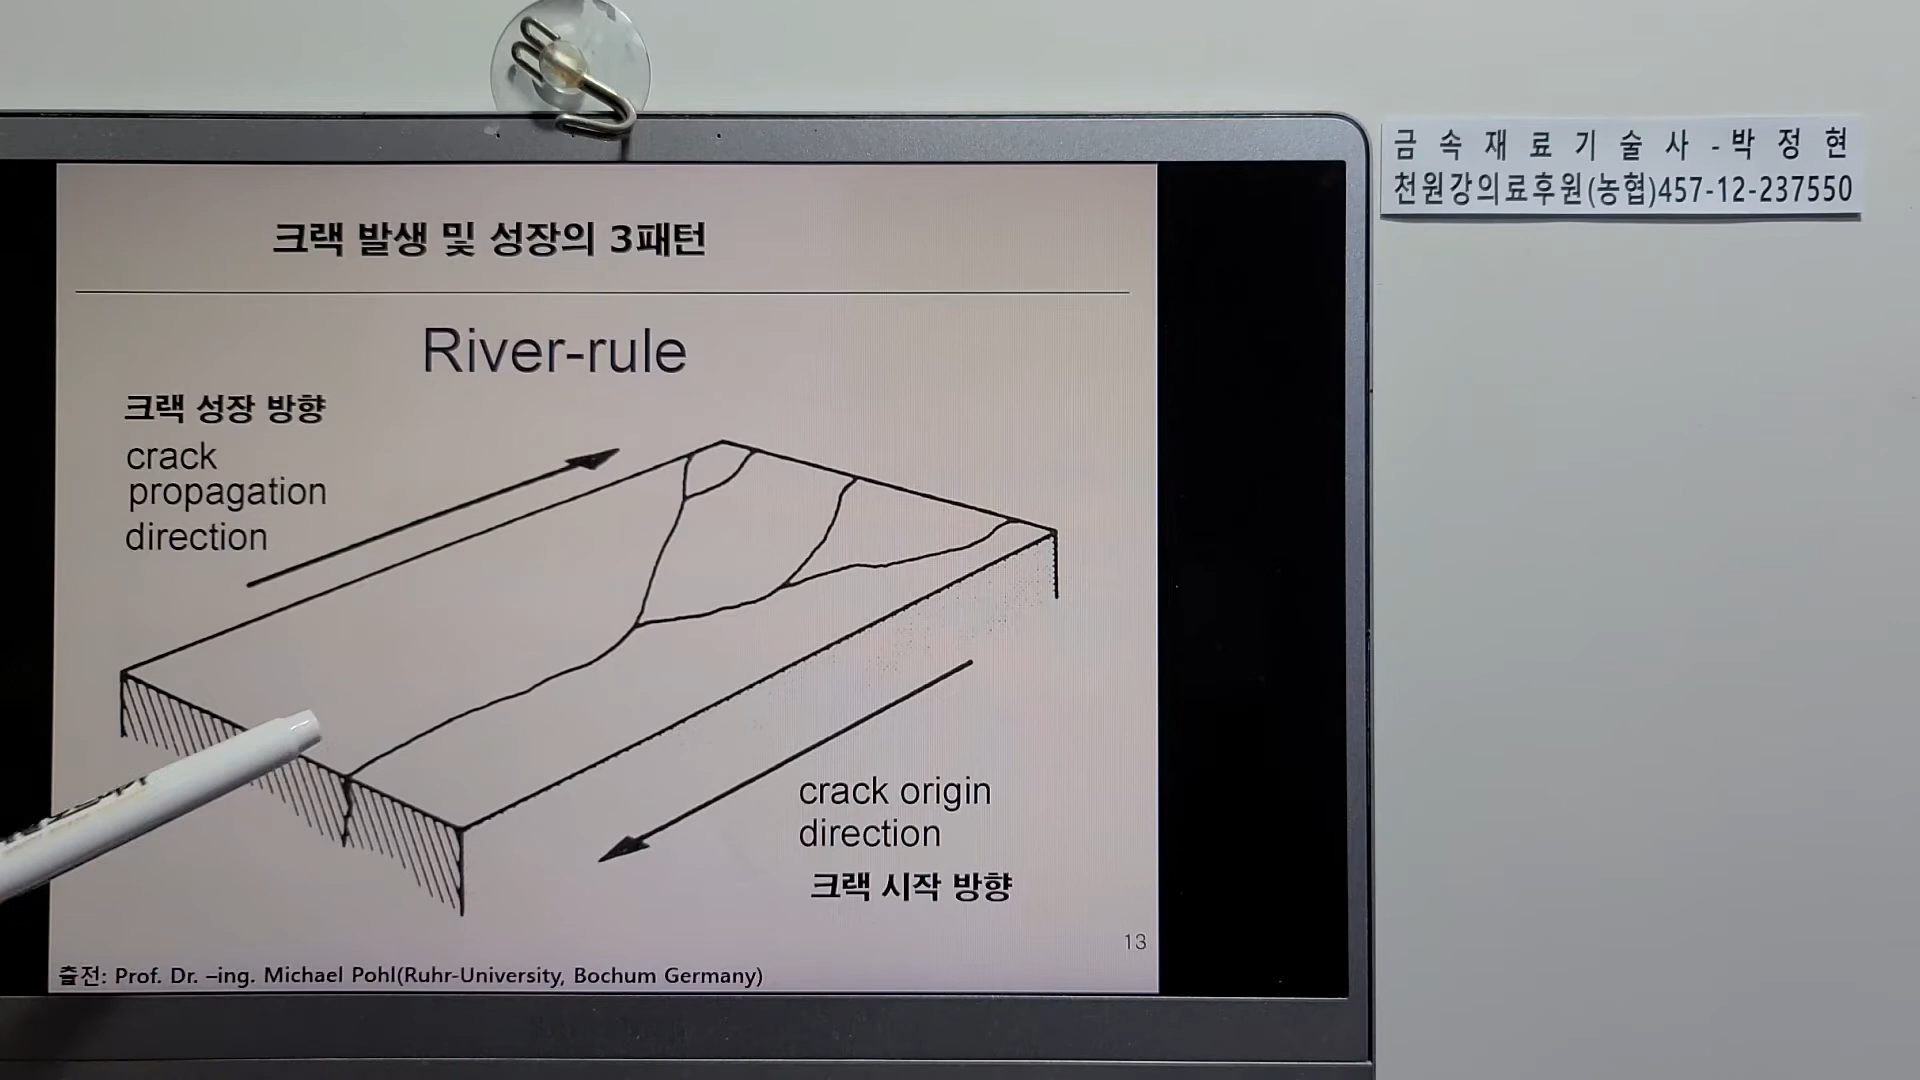 금속재료기술사-박정현
천원강의료후원(농협)457-12-237550
크랙 발생 및 성장의 3패턴
River-rule
크랙 성장 방향
crack
propagation
direction
crack origin
direction
크랙 시작 방향
13
출전: Prof. Dr. –ing. Michael Pohl(Ruhr-University, Bochum Germany)